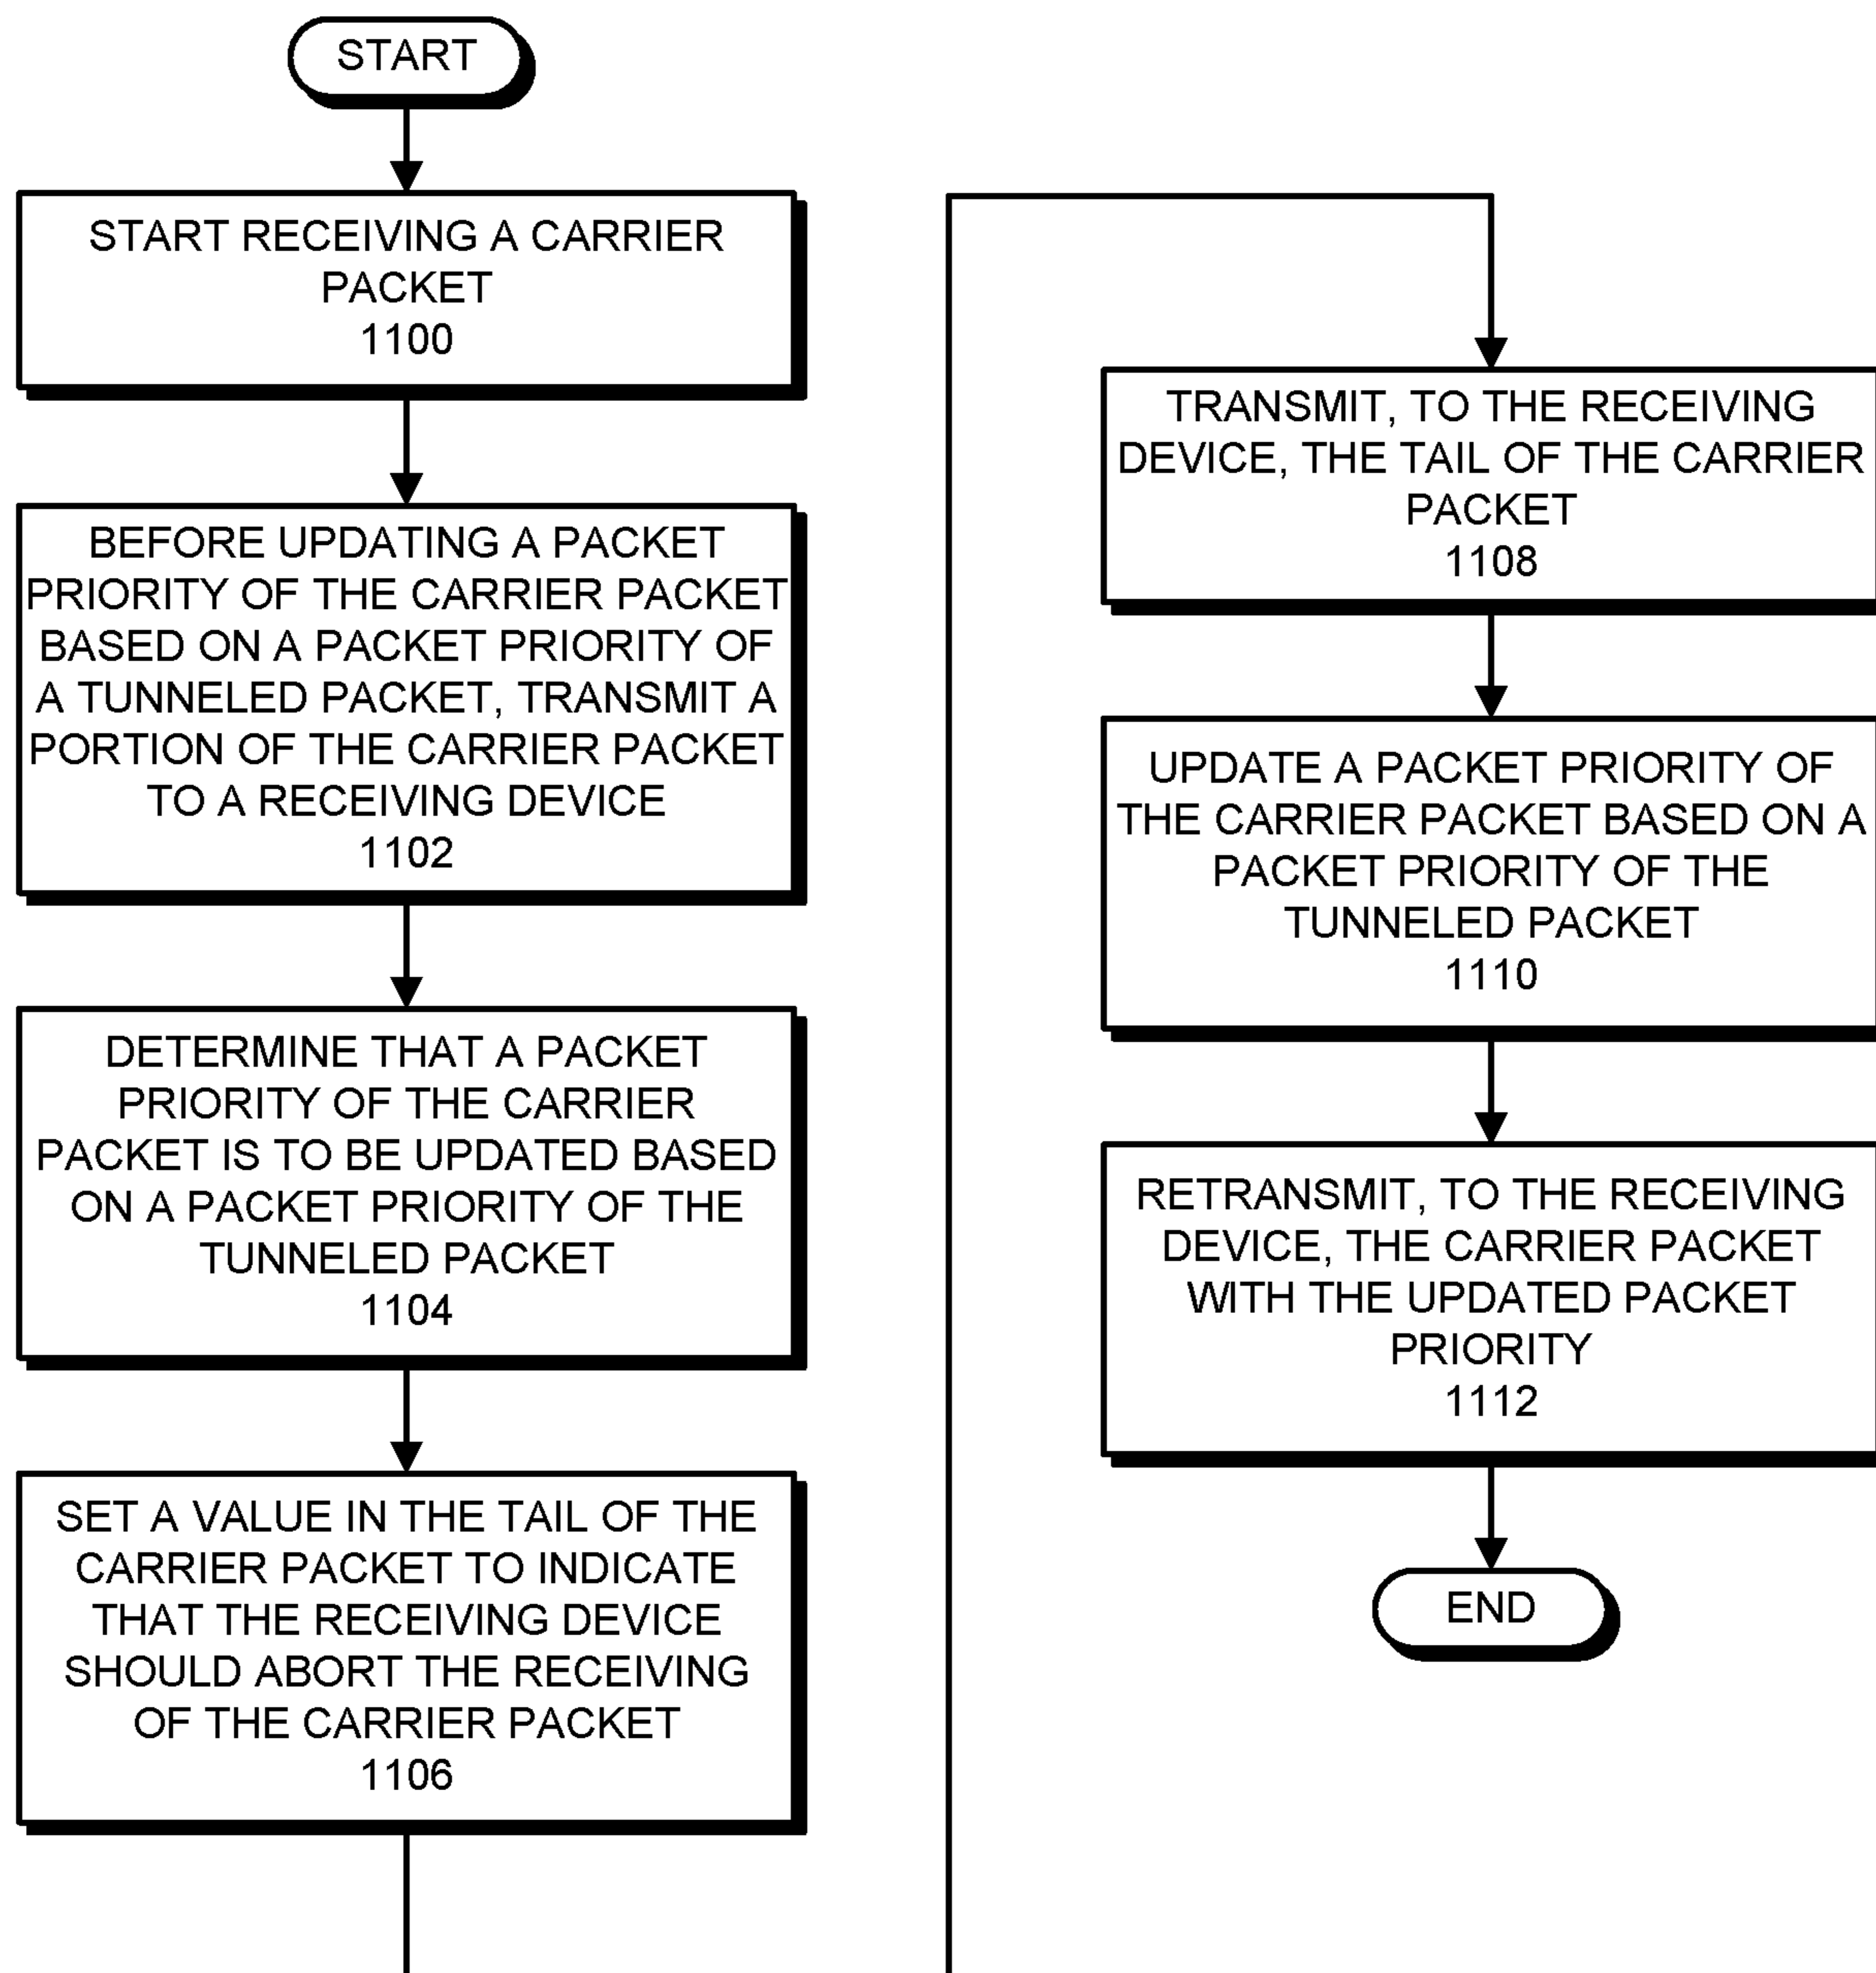 START
START RECEIVING A CARRIER
PACKET
1100
BEFORE UPDATING A PACKET
PRIORITY OF THE CARRIER PACKET
BASED ON A PACKET PRIORITY OF
A TUNNELED PACKET, TRANSMIT A
PORTION OF THE CARRIER PACKET
TO A RECEIVING DEVICE
1102
DETERMINE THAT A PACKET
PRIORITY OF THE CARRIER
PACKET IS TO BE UPDATED BASED
ON A PACKET PRIORITY OF THE
TUNNELED PACKET
1104
SET A VALUE IN THE TAIL OF THE
CARRIER PACKET TO INDICATE
THAT THE RECEIVING DEVICE
SHOULD ABORT THE RECEIVING
OF THE CARRIER PACKET
1106
TRANSMIT, TO THE RECEIVING
DEVICE, THE TAIL OF THE CARRIER
PACKET
1108
UPDATE A PACKET PRIORITY OF
THE CARRIER PACKET BASED ON A
PACKET PRIORITY OF THE
TUNNELED PACKET
1110
RETRANSMIT, TO THE RECEIVING
DEVICE, THE CARRIER PACKET
WITH THE UPDATED PACKET
PRIORITY
1112
END